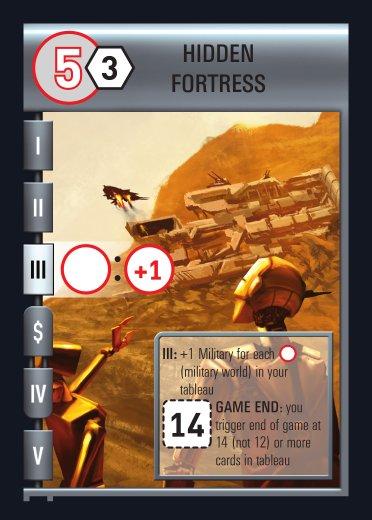 5 3
HIDDEN
FORTRESS
I
II
III : +1
$
IV
V
III: +1 Military for each
(military world) in your
tableau
14
GAME END: you
trigger end of game at
14 (not 12) or more
cards in tableau